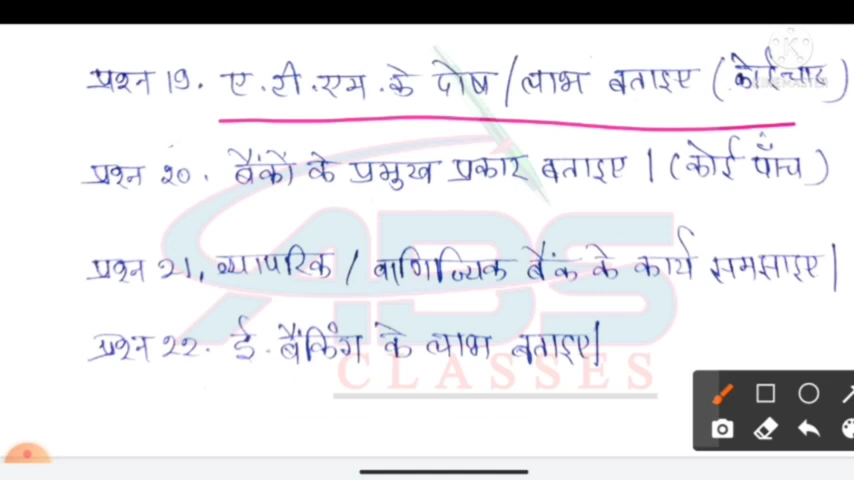 प्रश्न 19. ए.टी.एम.के दोष/लाभ बताइए (कोई चार)
प्रश्न 20. बैंकों के प्रमुख प्रकार बताइए | (कोई पाँच)
प्रश्न 21, व्यापारिक / वाणिज्यिक बैंक के कार्य समझाइए|
प्रश्न 22. ई. बैंकिंग के लाभ बताइए|
ABS
CLASSES